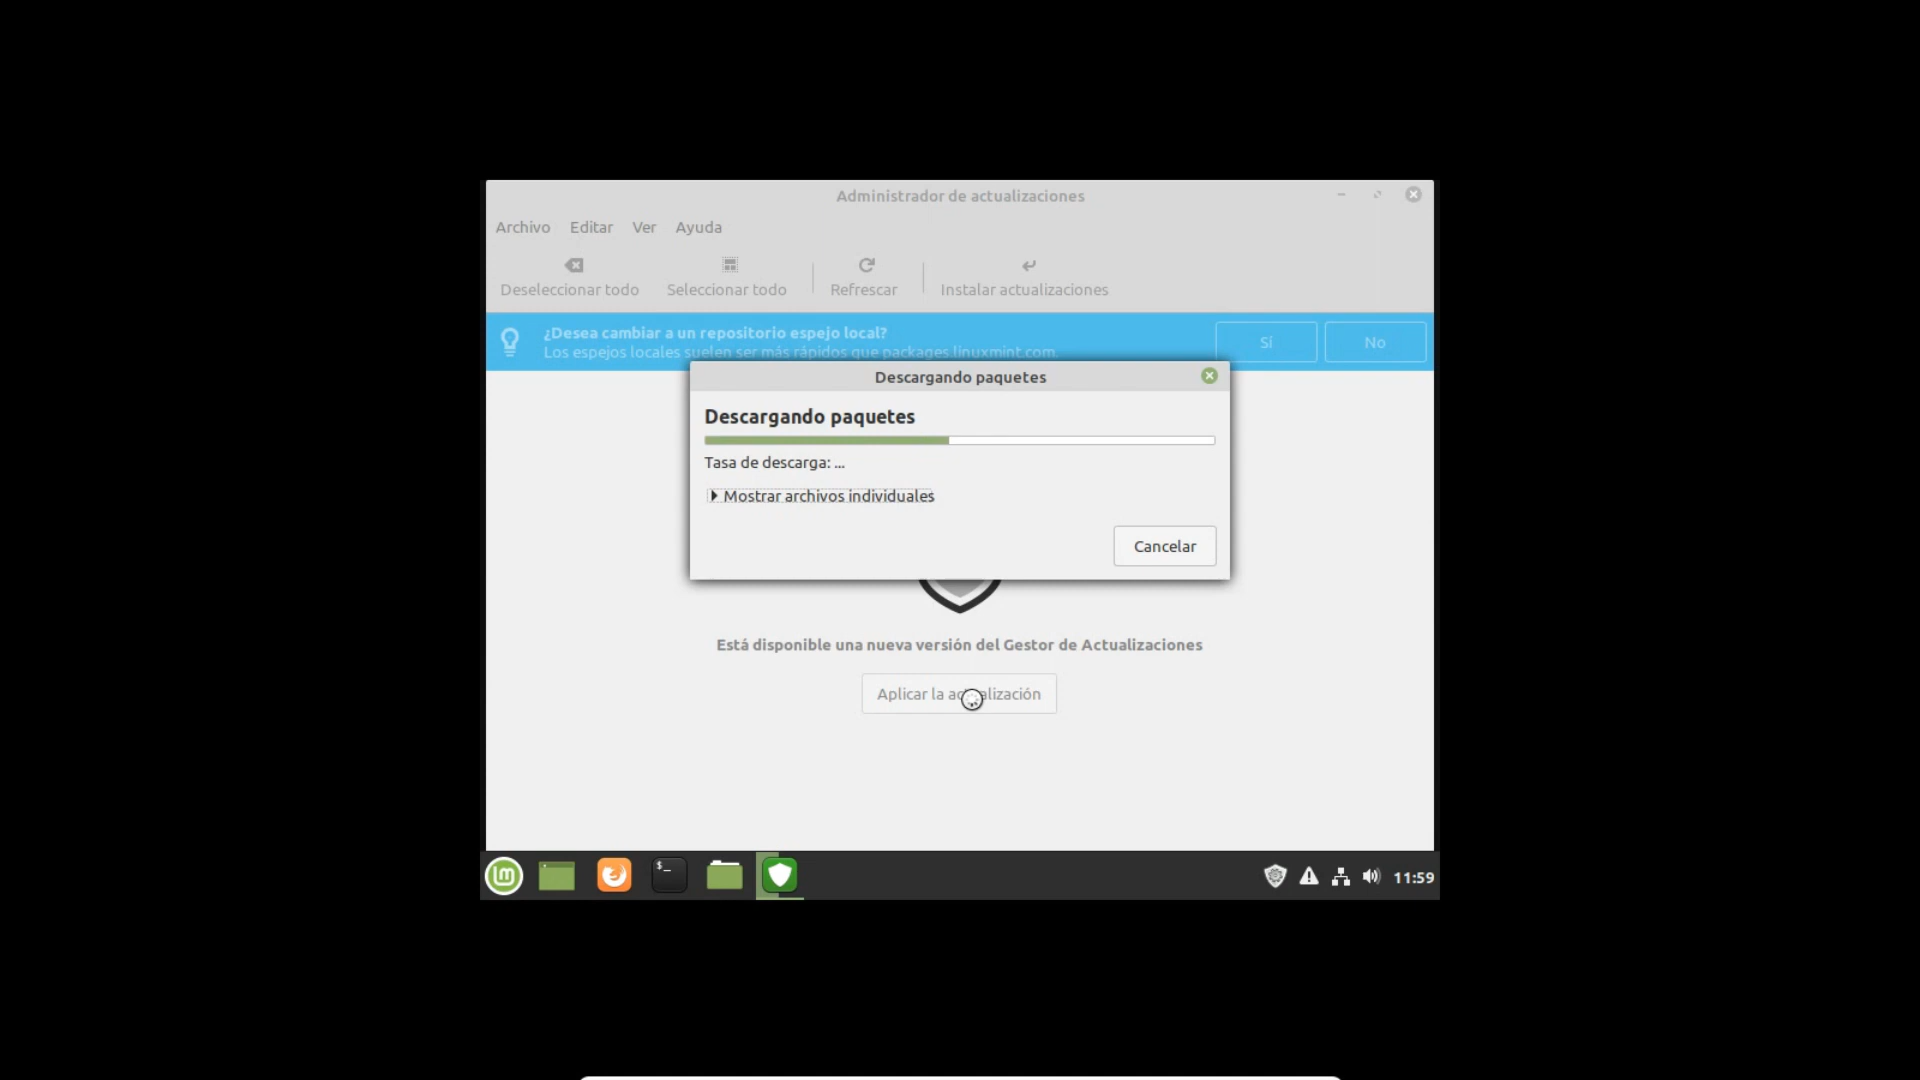 Administrador de actualizaciones
Archivo Editar Ver Ayuda
Deseleccionar todo Seleccionar todo Refrescar Instalar actualizaciones
¿Desea cambiar a un repositorio espejo local?
Los espejos locales suelen ser más rápidos que packages.linuxmint.com.
Sí No
Descargando paquetes
Descargando paquetes
Tasa de descarga: ...
Mostrar archivos individuales
Cancelar
Está disponible una nueva versión del Gestor de Actualizaciones
Aplicar la actualización
$_
11:59